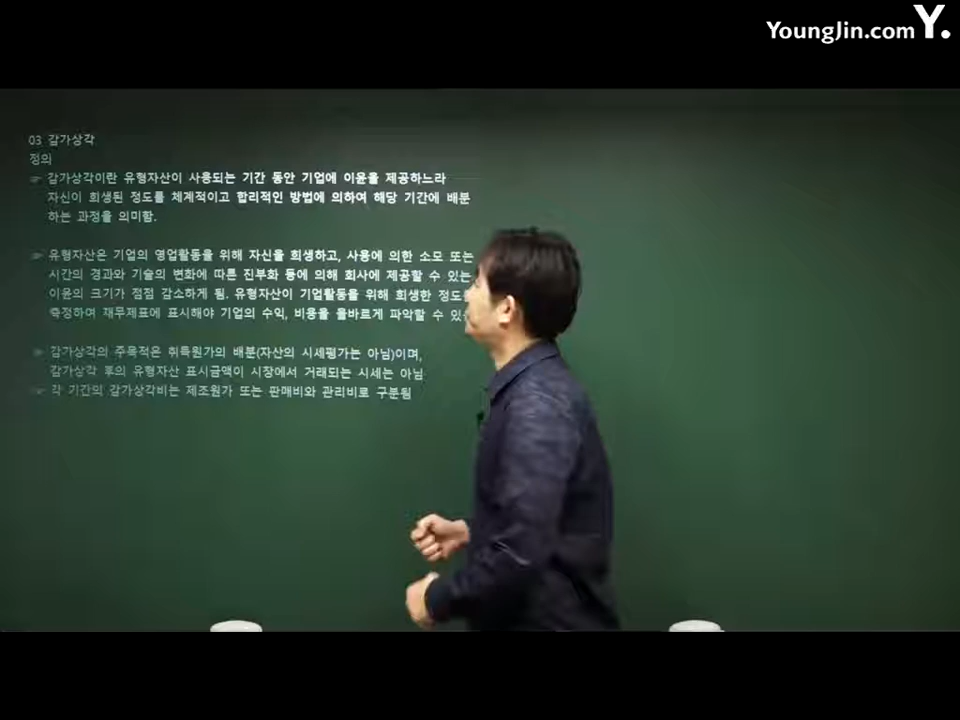 YoungJin.com Y.
03 감가상각
정의
☞ 감가상각이란 유형자산이 사용되는 기간 동안 기업에 이윤을 제공하느라
자신이 희생된 정도를 체계적이고 합리적인 방법에 의하여 해당 기간에 배분
하는 과정을 의미함.
☞ 유형자산은 기업의 영업활동을 위해 자신을 희생하고, 사용에 의한 소모 또는
시간의 경과와 기술의 변화에 따른 진부화 등에 의해 회사에 제공할 수 있는
이윤의 크기가 점점 감소하게 됨. 유형자산이 기업활동을 위해 희생한 정도
측정하여 재무제표에 표시해야 기업의 수익, 비용을 올바르게 파악할 수
☞ 감가상각의 주목적은 취득원가의 배분(자산의 시세평가는 아님)이며,
감가상각 후의 유형자산 표시금액이 시장에서 거래되는 시세는 아님
☞ 각 기간의 감가상각비는 제조원가 또는 판매비와 관리비로 구분됨